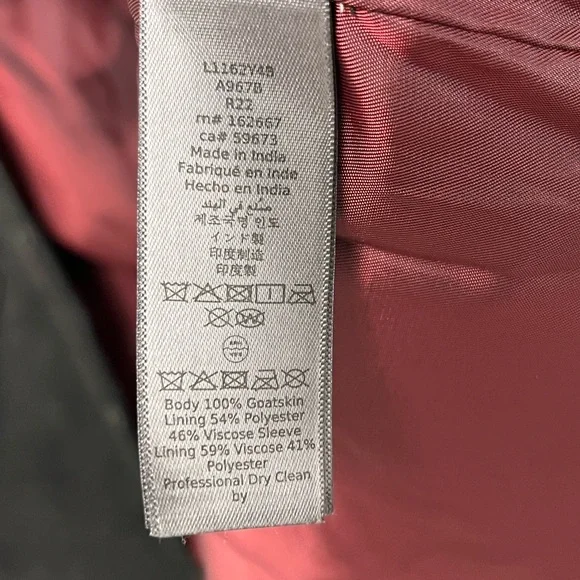 L1162Y4B
A967B
R22
rn# 162667
ca# 59673
Made in India
Fabriqué en Inde
Hecho en India
صنع في الهند
제조국명 인도
インド製
印度制造
印度製
Body 100% Goatskin
Lining 54% Polyester
46% Viscose Sleeve
Lining 59% Viscose 41%
Polyester
Professional Dry Clean
by